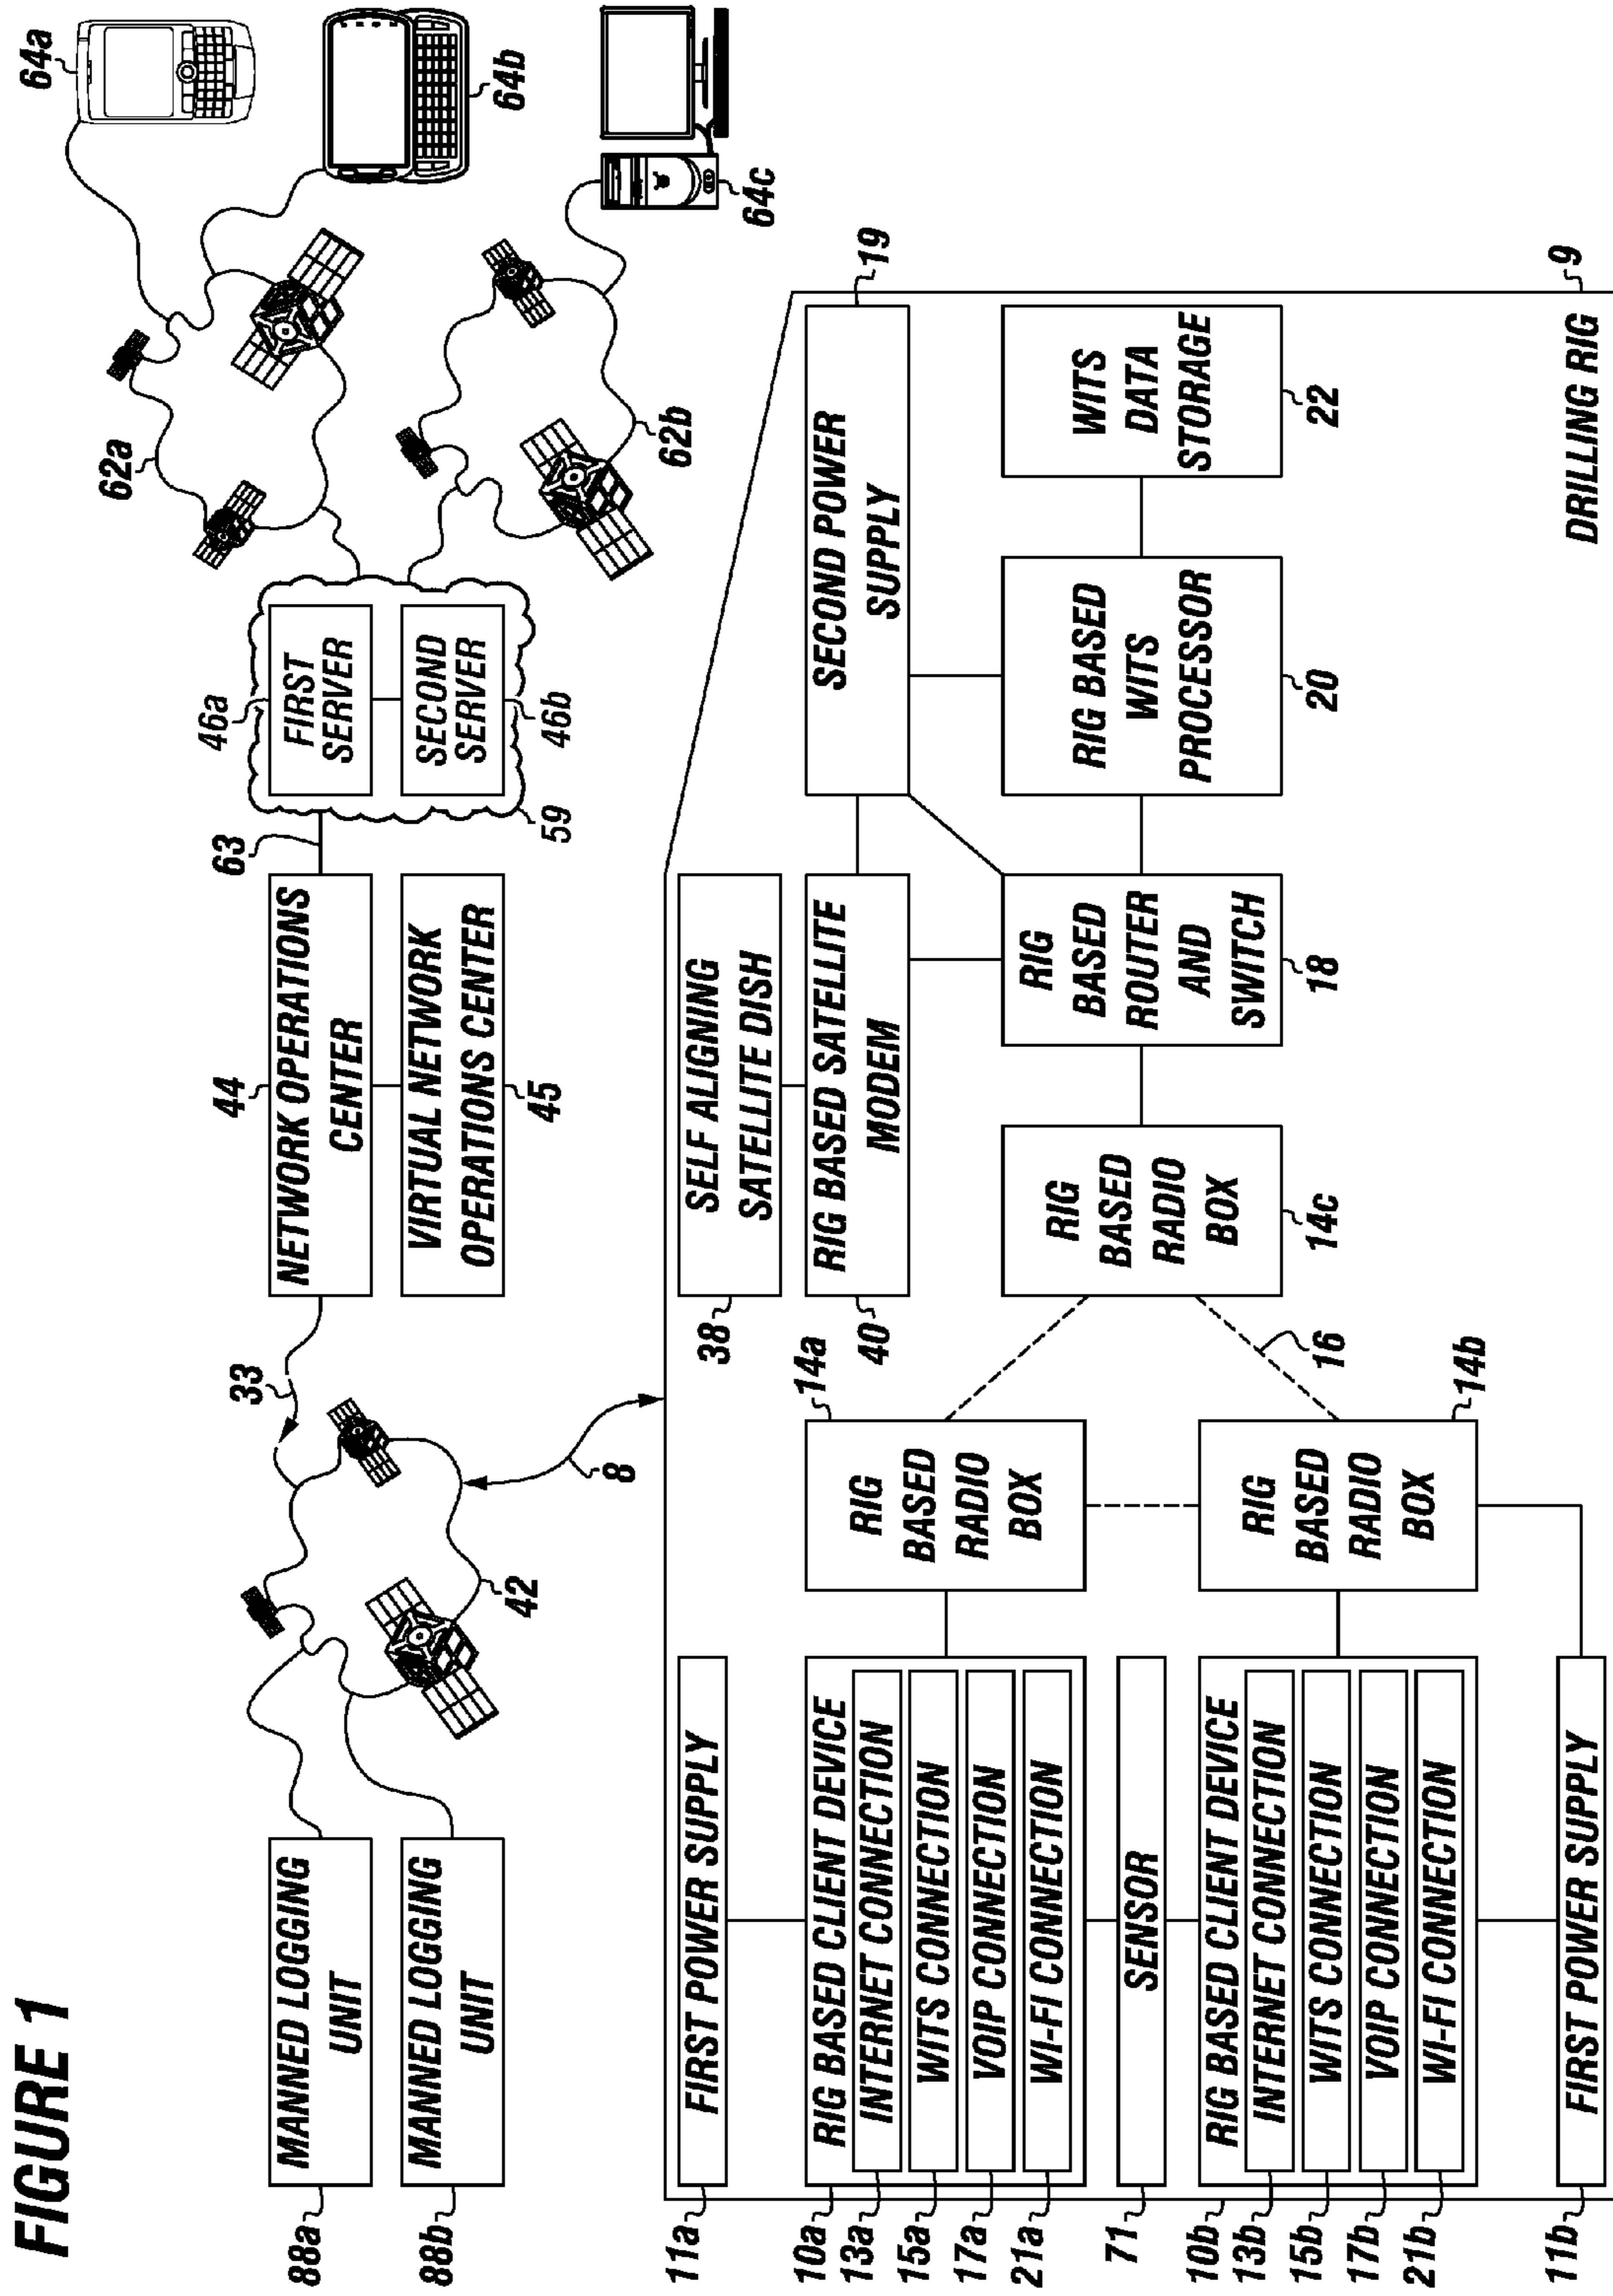 FIGURE 1
88a
MANNED LOGGING
UNIT
88b
MANNED LOGGING
UNIT
33
42
8
44
NETWORK OPERATIONS
CENTER
VIRTUAL NETWORK
OPERATIONS CENTER
45
63
46a
FIRST
SERVER
SECOND
SERVER
46b
59
62a
62b
64a
64b
64c
11a
FIRST POWER SUPPLY
10a
RIG BASED CLIENT DEVICE
13a
INTERNET CONNECTION
15a
WITS CONNECTION
17a
VOIP CONNECTION
21a
WI-FI CONNECTION
71
SENSOR
10b
RIG BASED CLIENT DEVICE
13b
INTERNET CONNECTION
15b
WITS CONNECTION
17b
VOIP CONNECTION
21b
WI-FI CONNECTION
11b
FIRST POWER SUPPLY
14a
RIG
BASED
RADIO
BOX
14b
RIG
BASED
RADIO
BOX
16
38
SELF ALIGNING
SATELLITE DISH
40
RIG BASED SATELLITE
MODEM
RIG
BASED
RADIO
BOX
14c
RIG
BASED
ROUTER
AND
SWITCH
18
SECOND POWER
SUPPLY
19
RIG BASED
WITS
PROCESSOR
20
WITS
DATA
STORAGE
22
DRILLING RIG
9